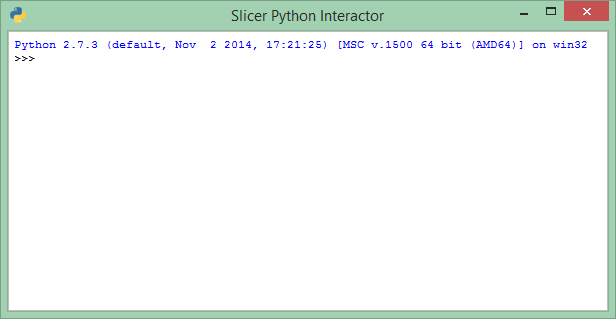 Slicer Python Interactor
Python 2.7.3 (default, Nov  2 2014, 17:21:25) [MSC v.1500 64 bit (AMD64)] on win32
>>>